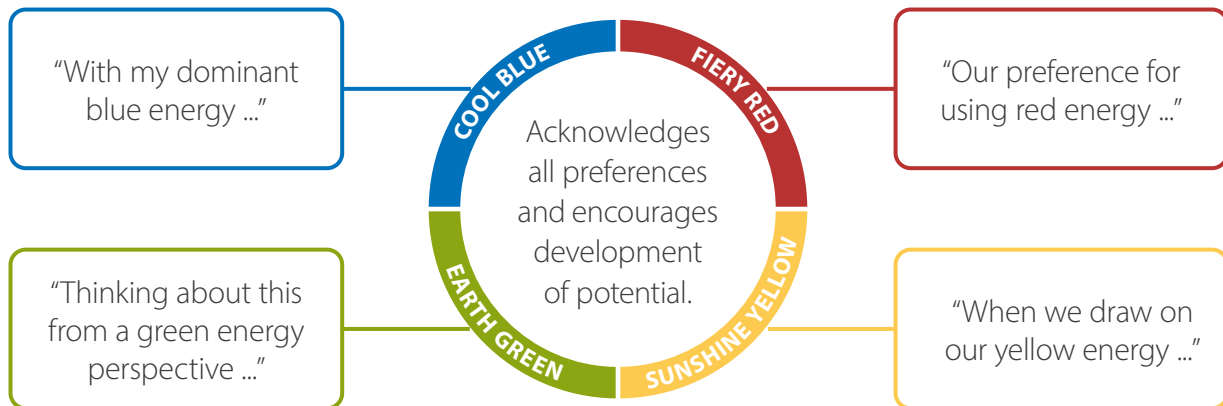 “With my dominant
blue energy ...”
COOL BLUE
FIERY RED
“Our preference for
using red energy ...”
Acknowledges
all preferences
and encourages
development
of potential.
“Thinking about this
from a green energy
perspective ...”
EARTH GREEN
SUNSHINE YELLOW
“When we draw on
our yellow energy ...”